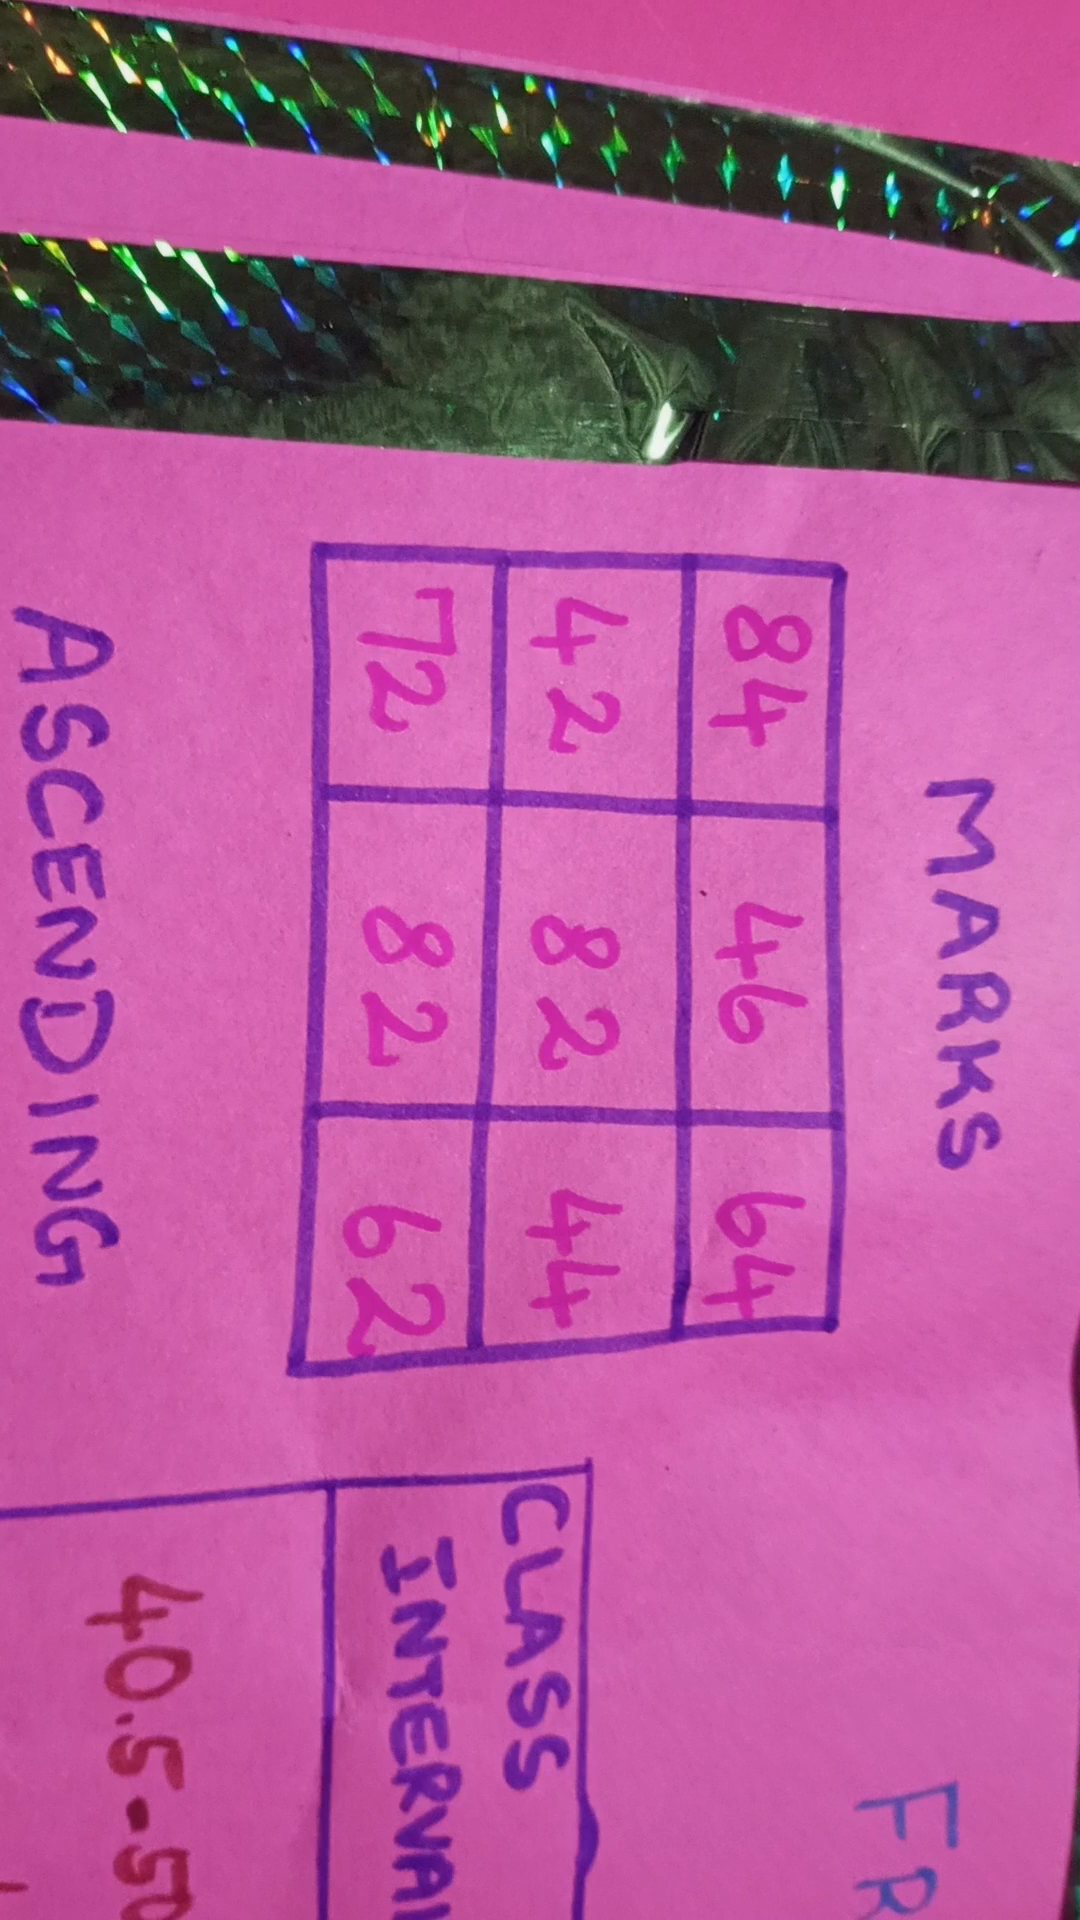 MARKS
84 46 64
42 82 44
72 82 62
ASCENDING
FR
CLASS
INTERVAL
40.5-50